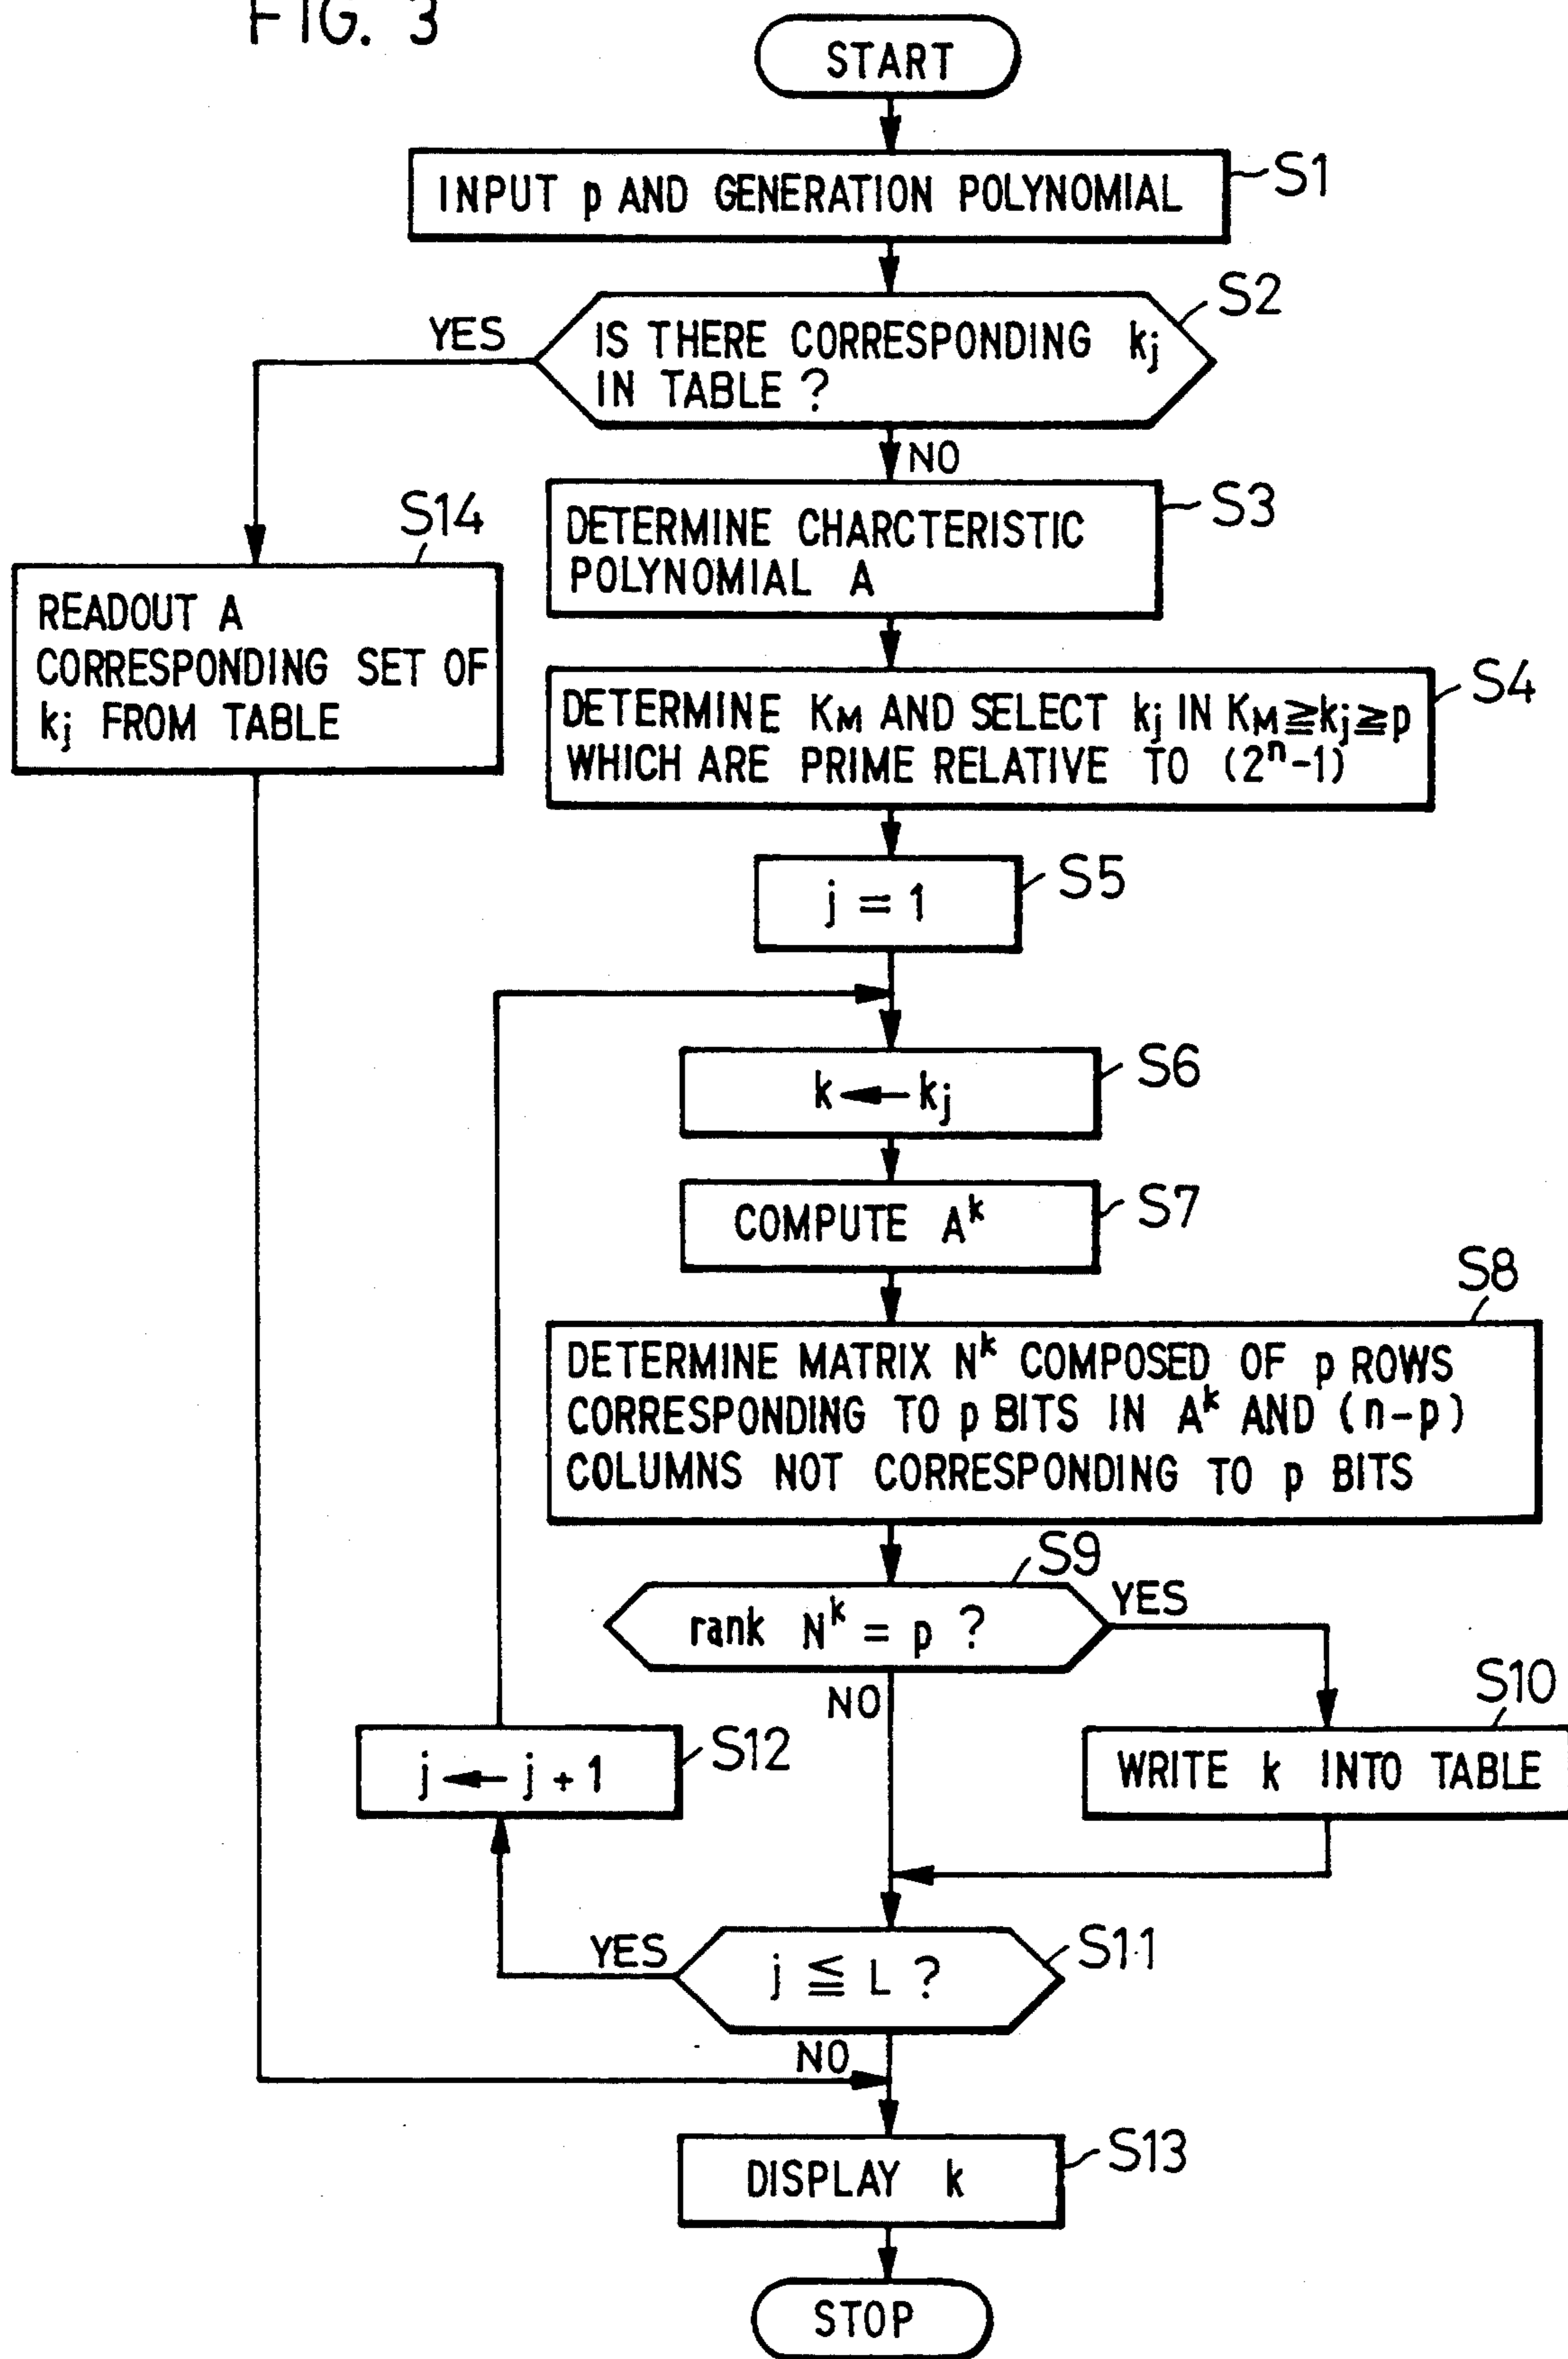 FIG. 3
START
INPUT p AND GENERATION POLYNOMIAL
S1
S2
YES
IS THERE CORRESPONDING kj
IN TABLE ?
NO
S14
S3
DETERMINE CHARCTERISTIC
POLYNOMIAL A
READOUT A
CORRESPONDING SET OF
kj FROM TABLE
S4
DETERMINE KM AND SELECT kj IN KM≧kj≧p
WHICH ARE PRIME RELATIVE TO (2ⁿ-1)
S5
j = 1
S6
k ← kj
S7
COMPUTE Aᵏ
S8
DETERMINE MATRIX Nᵏ COMPOSED OF p ROWS
CORRESPONDING TO p BITS IN Aᵏ AND (n-p)
COLUMNS NOT CORRESPONDING TO p BITS
S9
YES
rank Nᵏ = p ?
NO
S10
S12
j ← j + 1
WRITE k INTO TABLE
YES
S11
j ≦ L ?
NO
S13
DISPLAY k
STOP